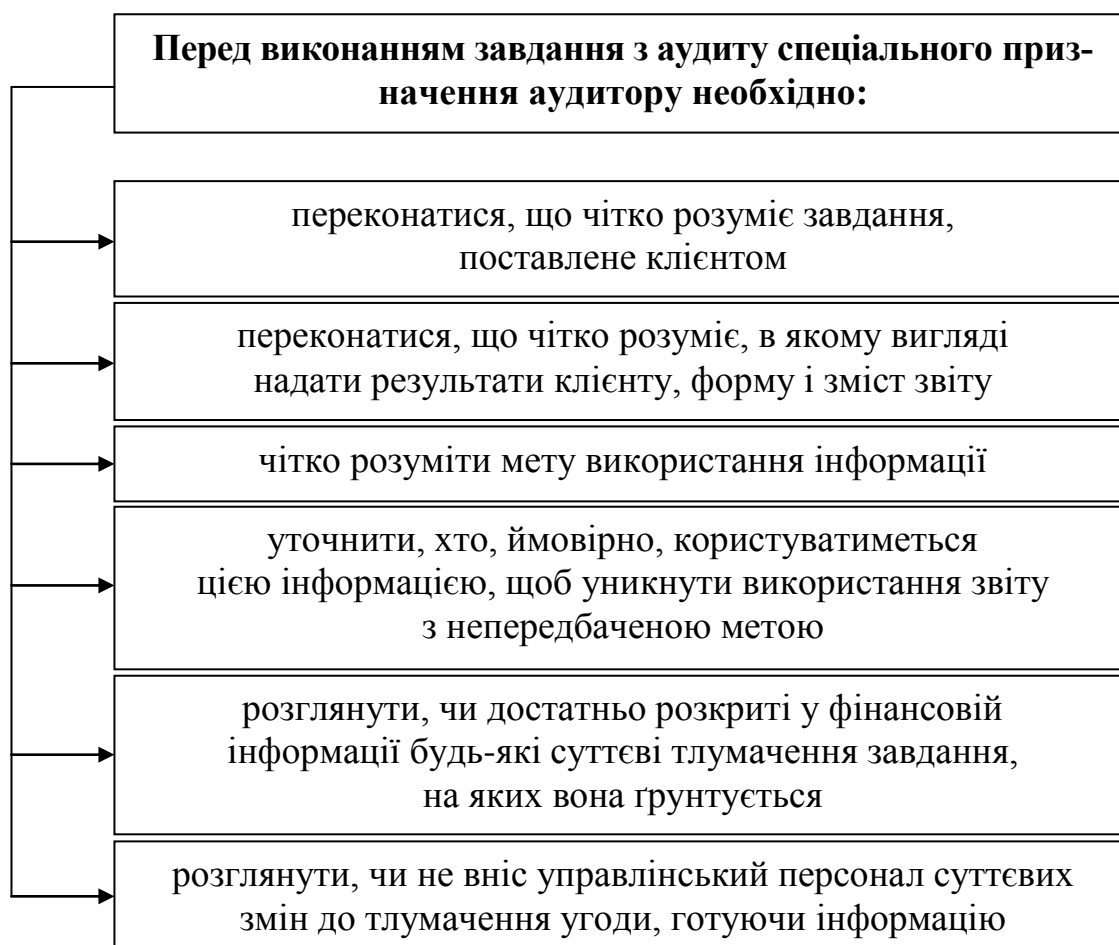 Перед виконанням завдання з аудиту спеціального приз-
начення аудитору необхідно:
переконатися, що чітко розуміє завдання,
поставлене клієнтом
переконатися, що чітко розуміє, в якому вигляді
надати результати клієнту, форму і зміст звіту
чітко розуміти мету використання інформації
уточнити, хто, ймовірно, користуватиметься
цією інформацією, щоб уникнути використання звіту
з непередбаченою метою
розглянути, чи достатньо розкриті у фінансовій
інформації будь-які суттєві тлумачення завдання,
на яких вона ґрунтується
розглянути, чи не вніс управлінський персонал суттєвих
змін до тлумачення угоди, готуючи інформацію